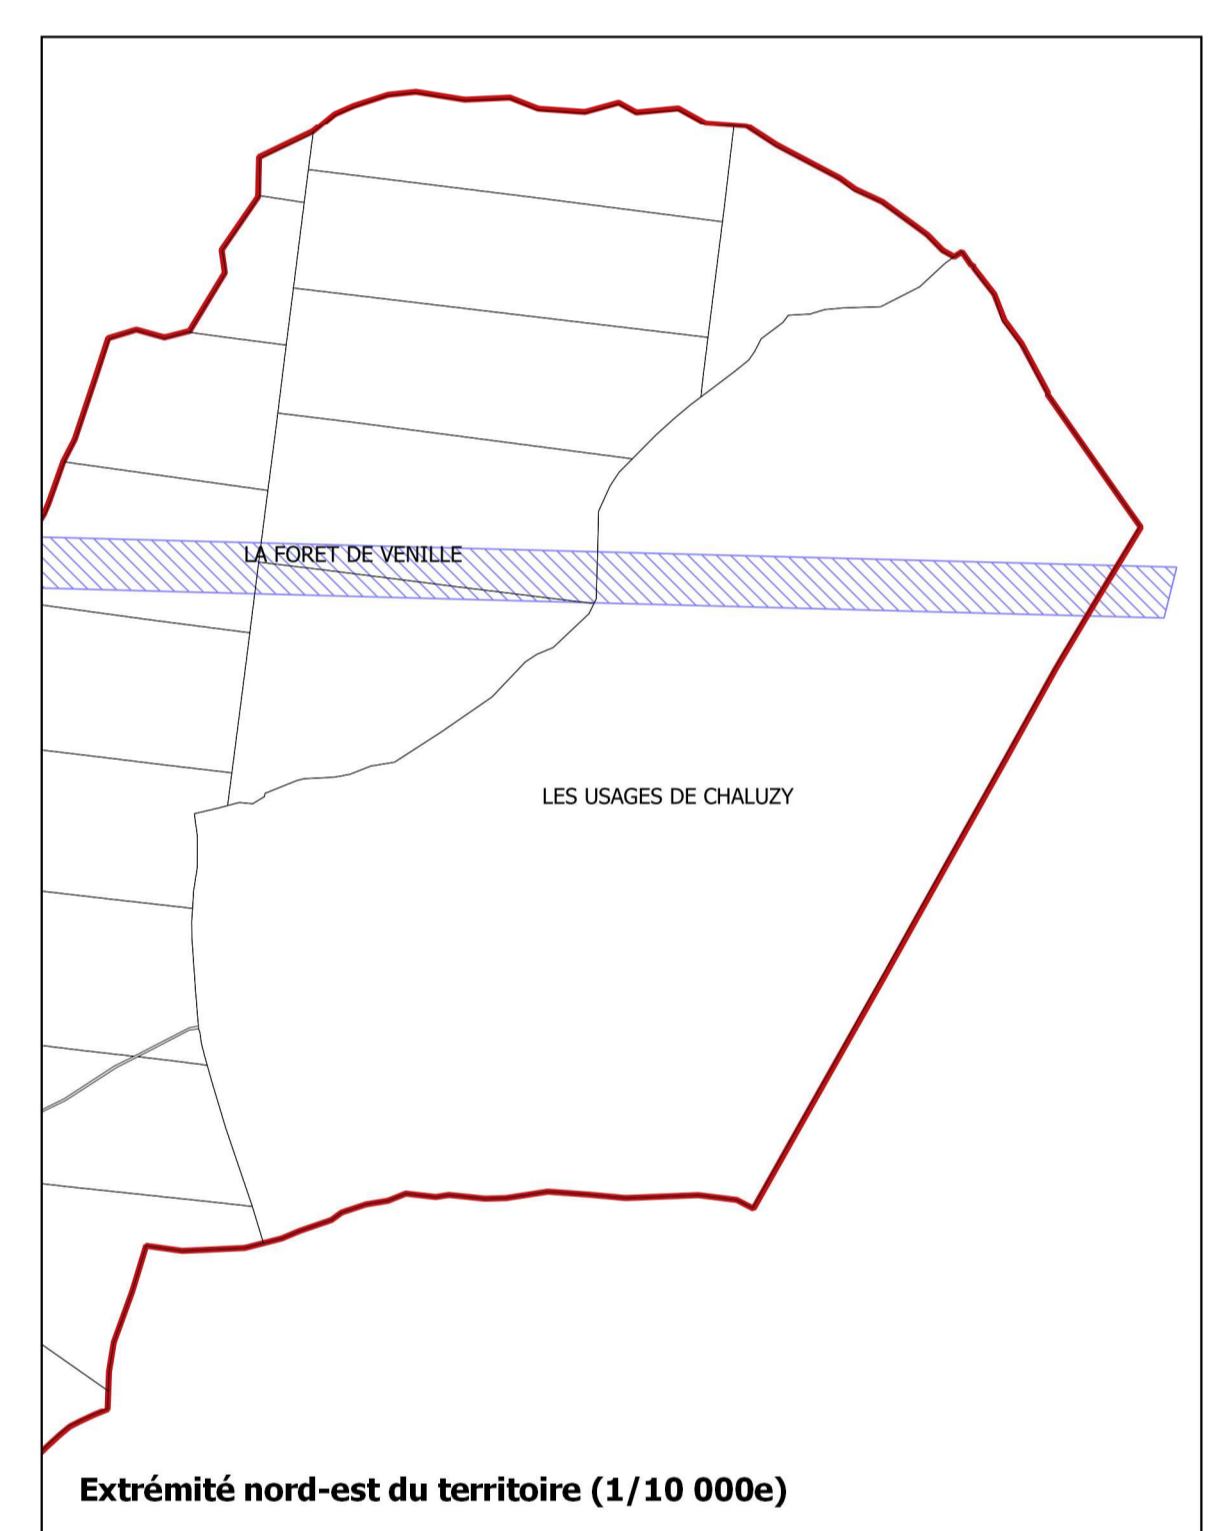 LA FORET DE VENILLE
LES USAGES DE CHALUZY
Extrémité nord-est du territoire (1/10 000e)